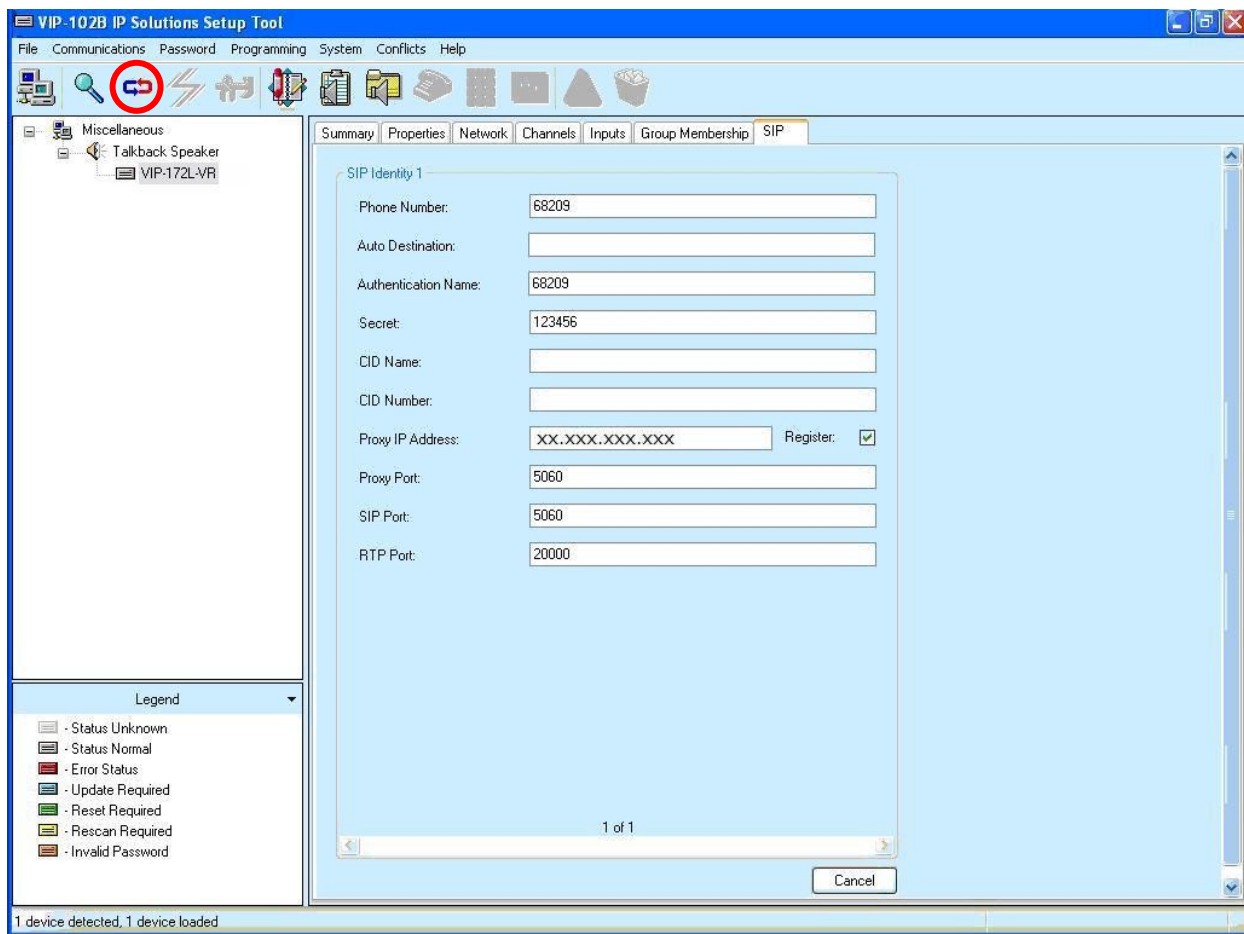 VIP-102B IP Solutions Setup Tool
File Communications Password Programming System Conflicts Help
Miscellaneous
Talkback Speaker
VIP-172L-VR
Summary Properties Network Channels Inputs Group Membership SIP
SIP Identity 1
Phone Number: 68209
Auto Destination:
Authentication Name: 68209
Secret: 123456
CID Name:
CID Number:
Proxy IP Address: xx.xxx.xxx.xxx Register:
Proxy Port: 5060
SIP Port: 5060
RTP Port: 20000
1 of 1
Cancel
Legend
- Status Unknown
- Status Normal
- Error Status
- Update Required
- Reset Required
- Rescan Required
- Invalid Password
1 device detected, 1 device loaded